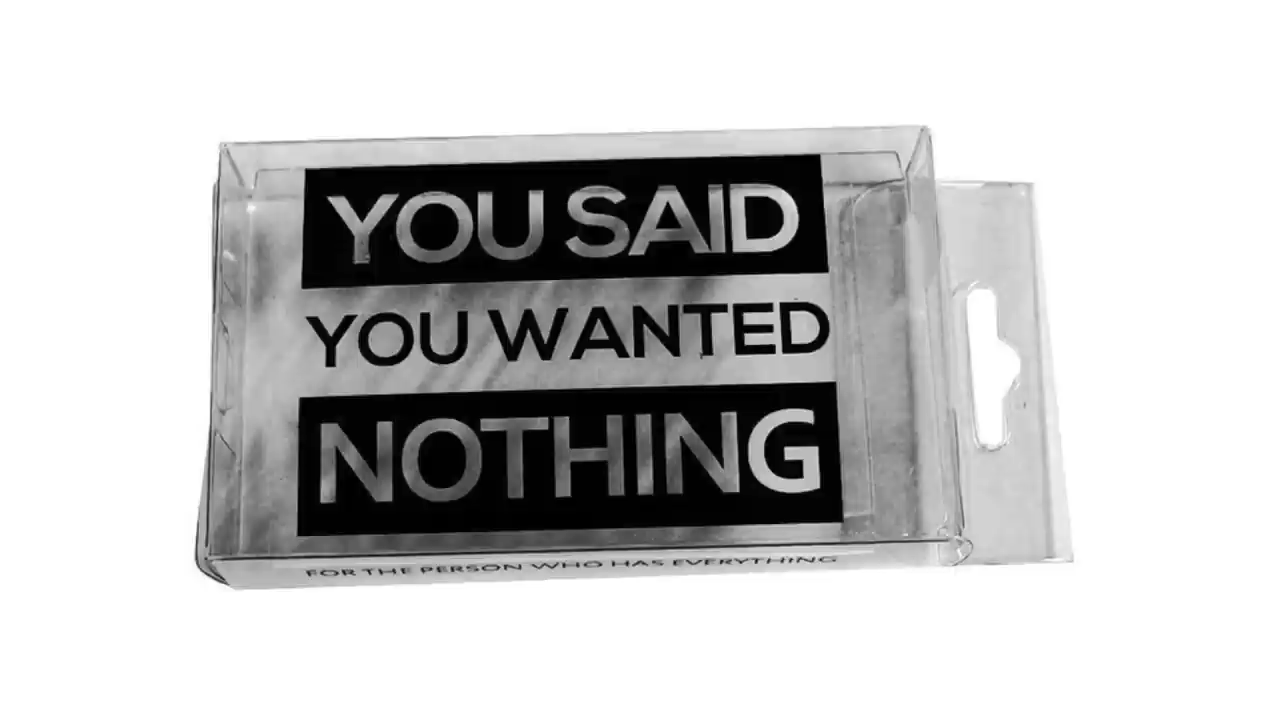 YOU SAID
YOU WANTED
NOTHING
FOR THE PERSON WHO HAS EVERYTHING